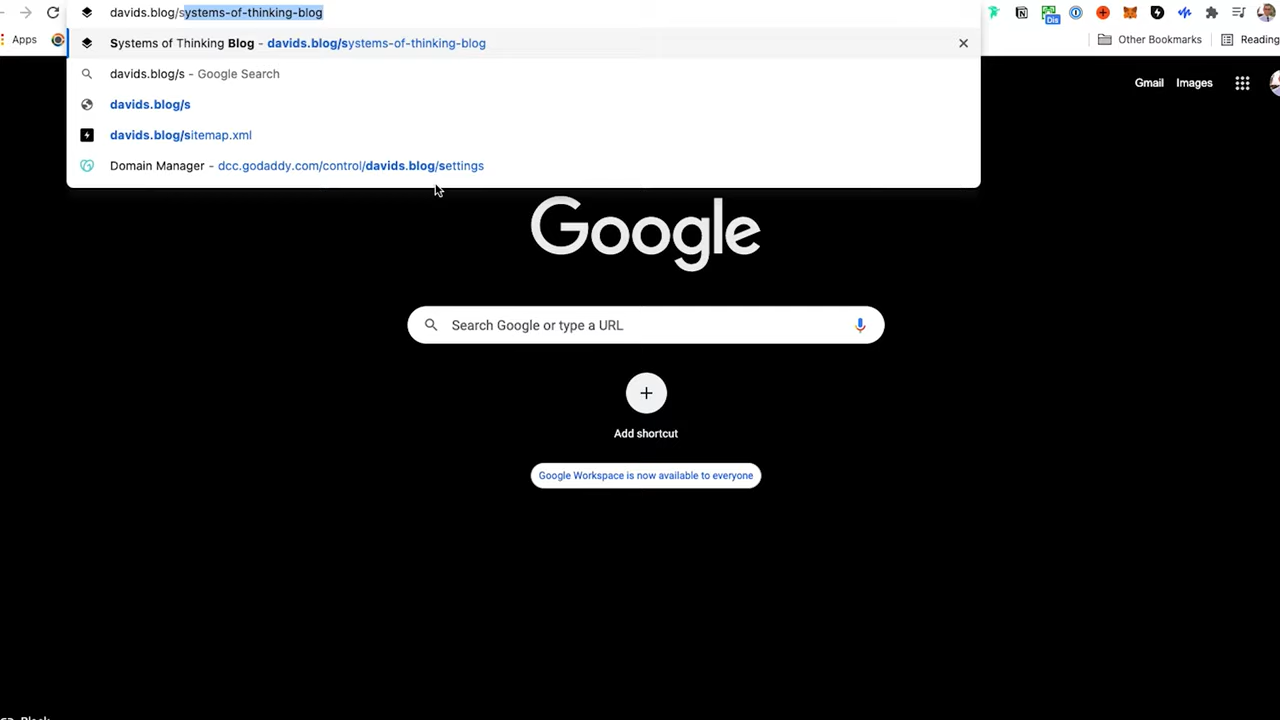 davids.blog/systems-of-thinking-blog
Systems of Thinking Blog - davids.blog/systems-of-thinking-blog
davids.blog/s - Google Search
davids.blog/s
davids.blog/sitemap.xml
Domain Manager - dcc.godaddy.com/control/davids.blog/settings
Apps
Dis
Other Bookmarks
Reading
Gmail Images
Google
Search Google or type a URL
Add shortcut
Google Workspace is now available to everyone